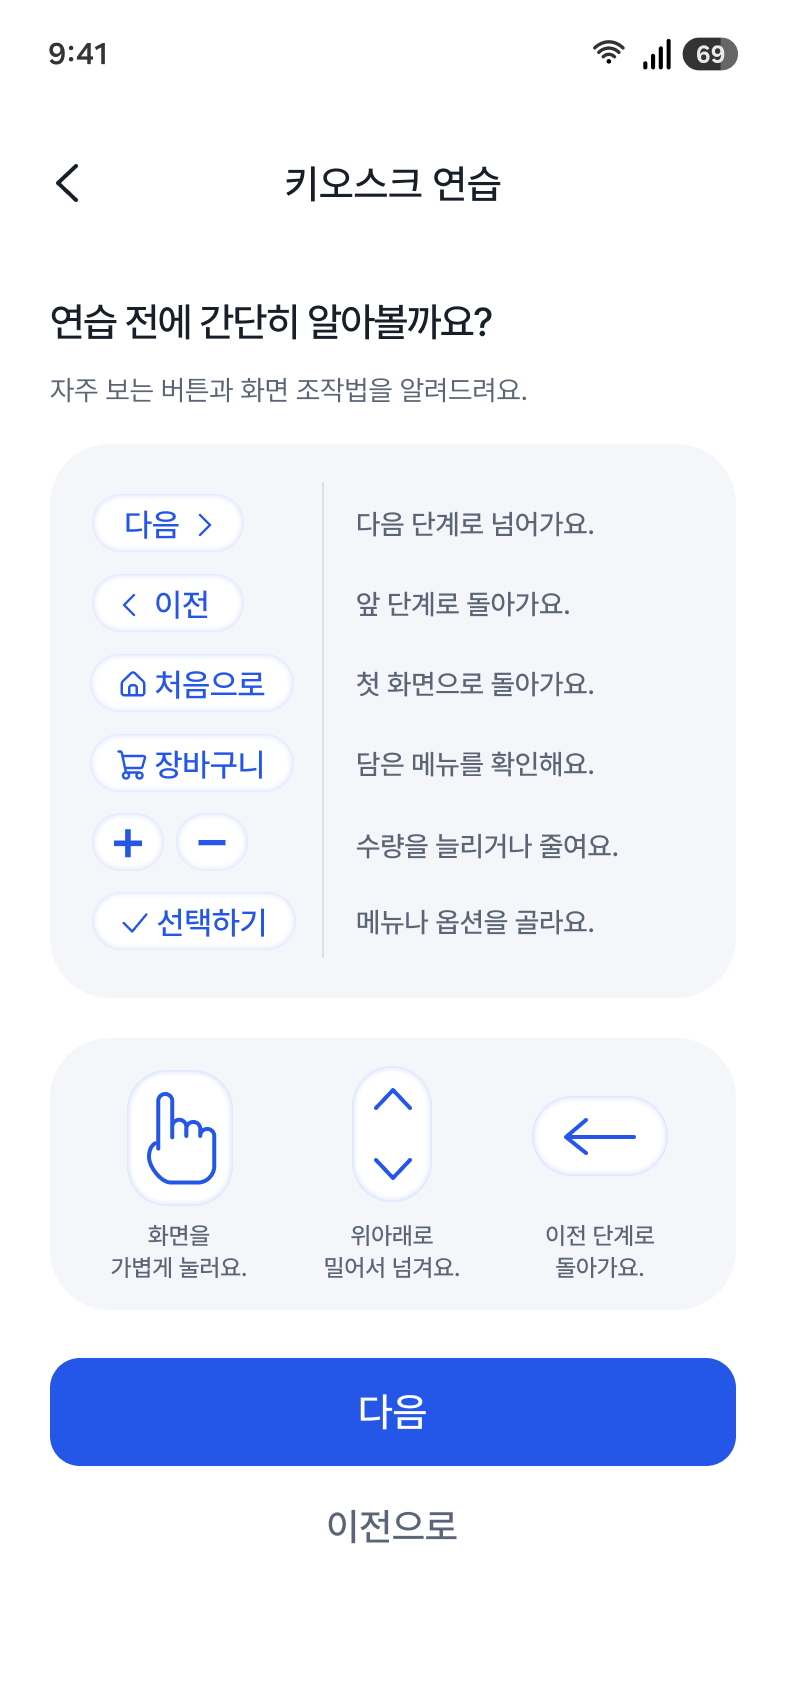 9:41
69
키오스크 연습
연습 전에 간단히 알아볼까요?
자주 보는 버튼과 화면 조작법을 알려드려요.
다음 다음 단계로 넘어가요.
이전 앞 단계로 돌아가요.
처음으로 첫 화면으로 돌아가요.
장바구니 담은 메뉴를 확인해요.
+ − 수량을 늘리거나 줄여요.
선택하기 메뉴나 옵션을 골라요.
화면을
가볍게 눌러요.
위아래로
밀어서 넘겨요.
이전 단계로
돌아가요.
다음
이전으로